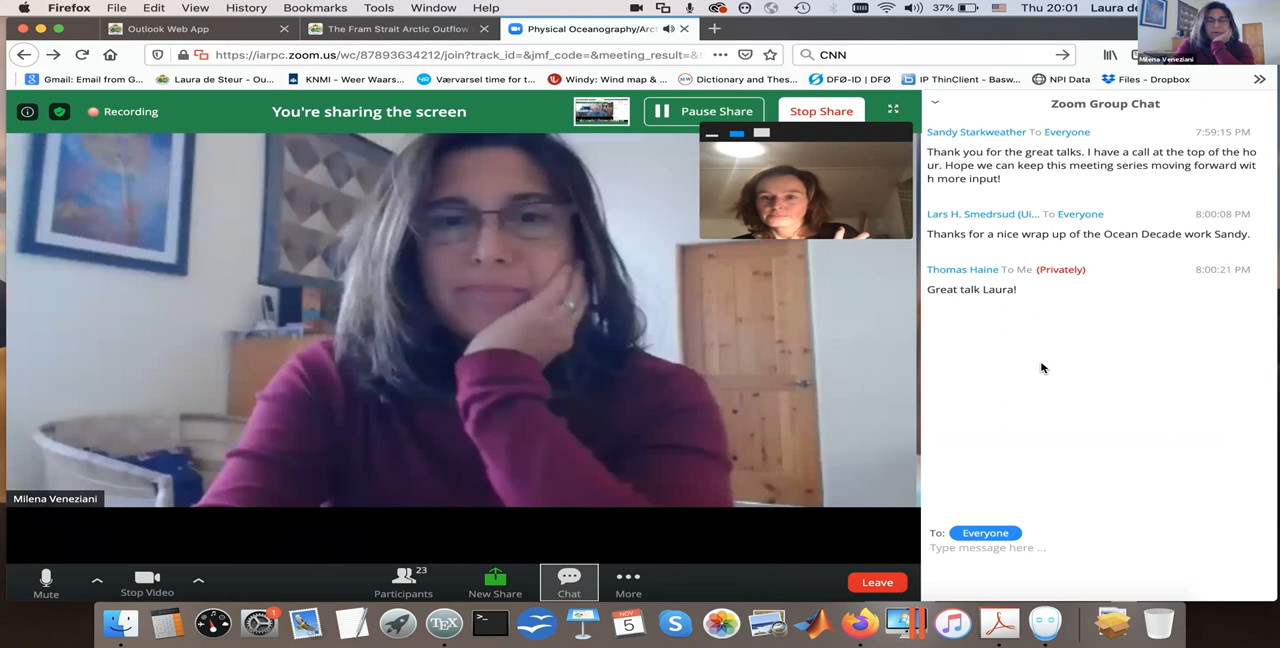 Firefox File Edit View History Bookmarks Tools Window Help 37% Thu 20:01 Laura de
Milena Veneziani
Outlook Web App
The Fram Strait Arctic Outflow
Physical Oceanography/Arc
https://iarpc.zoom.us/wc/87893634212/join?track_id=&jmf_code=&meeting_result=&
CNN
Gmail: Email from G...
Laura de Steur - Ou...
KNMI - Weer Waars...
Værvarsel time for t...
Windy: Wind map & ...
Dictionary and Thes...
DFØ-ID | DFØ
IP ThinClient - Basw...
NPI Data
Files - Dropbox
Recording
You're sharing the screen
Pause Share
Stop Share
Milena Veneziani
Zoom Group Chat
Sandy Starkweather To Everyone 7:59:15 PM
Thank you for the great talks. I have a call at the top of the ho
ur. Hope we can keep this meeting series moving forward wit
h more input!
Lars H. Smedsrud (Ui... To Everyone 8:00:08 PM
Thanks for a nice wrap up of the Ocean Decade work Sandy.
Thomas Haine To Me (Privately) 8:00:21 PM
Great talk Laura!
To: Everyone
Type message here ...
Mute
Stop Video
Participants 23
New Share
Chat
More
Leave
1
TEX
NOV
5